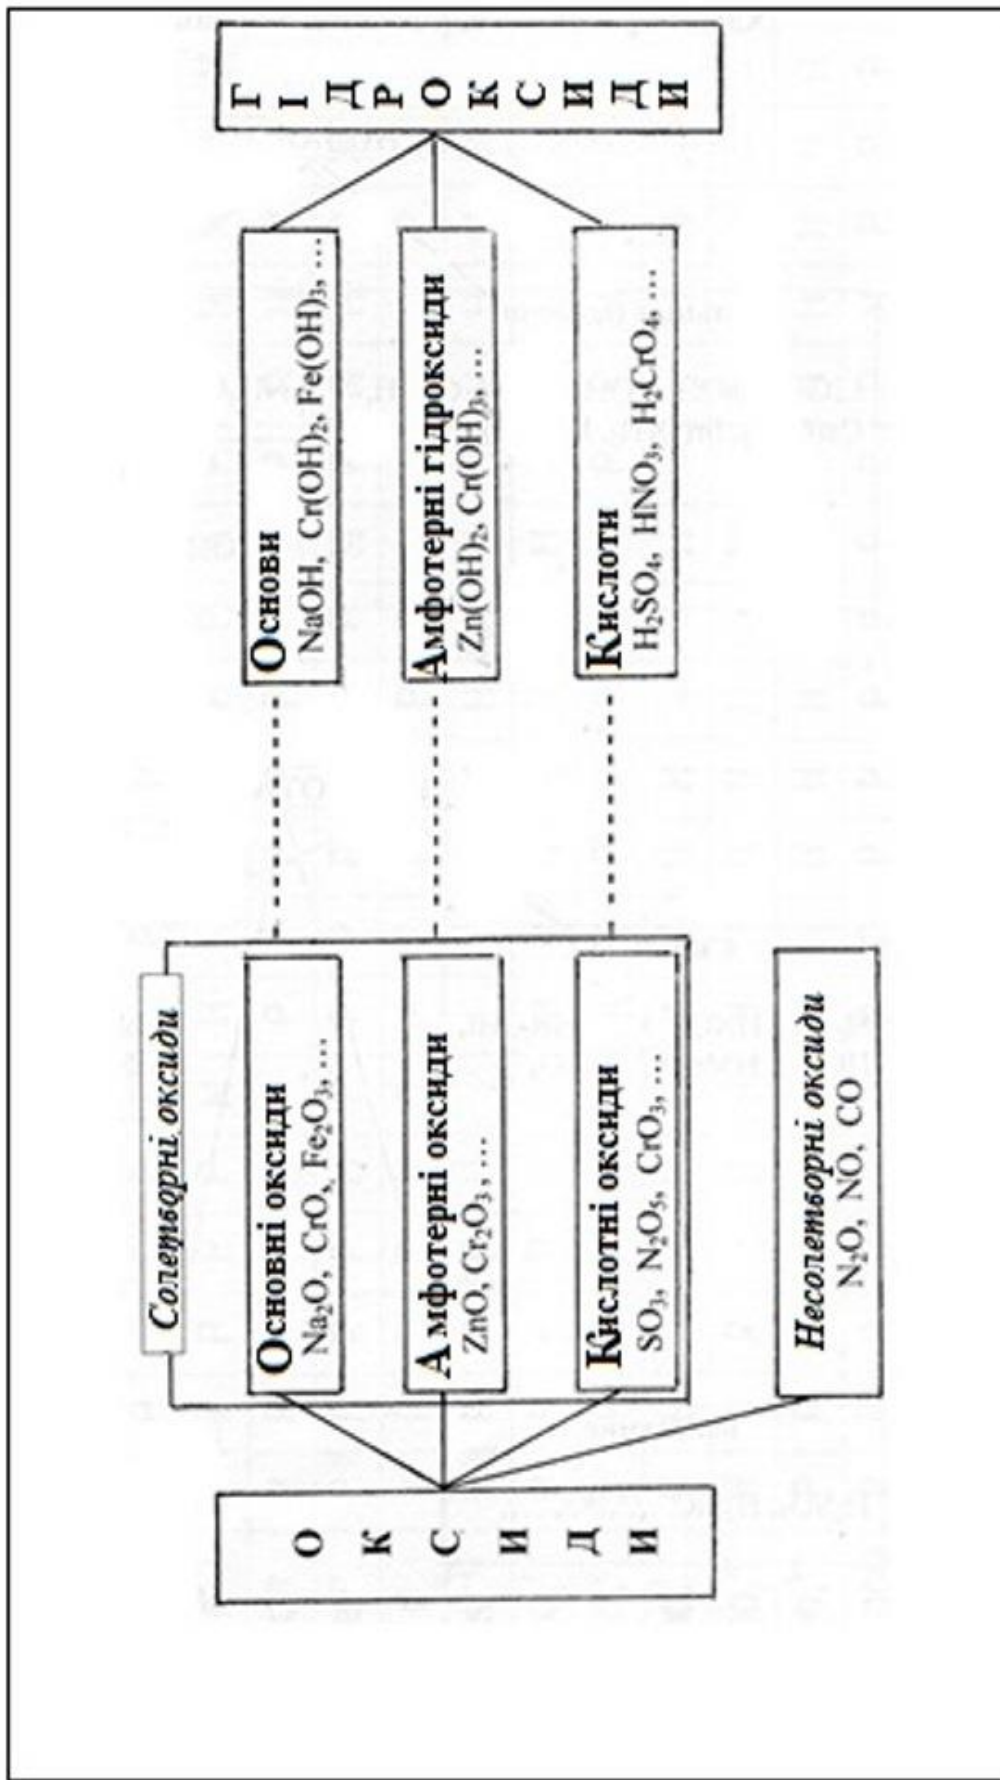 ОКСИДИ
Солетворні оксиди
Основні оксиди
Na₂O, CrO, Fe₂O₃, …
Амфотерні оксиди
ZnO, Cr₂O₃, …
Кислотні оксиди
SO₃, N₂O₅, CrO₃, …
Несолетворні оксиди
N₂O, NO, CO
Основи
NaOH, Cr(OH)₂, Fe(OH)₃, …
Амфотерні гідроксиди
Zn(OH)₂, Cr(OH)₃, …
Кислоти
H₂SO₄, HNO₃, H₂CrO₄, …
ГІДРОКСИДИ